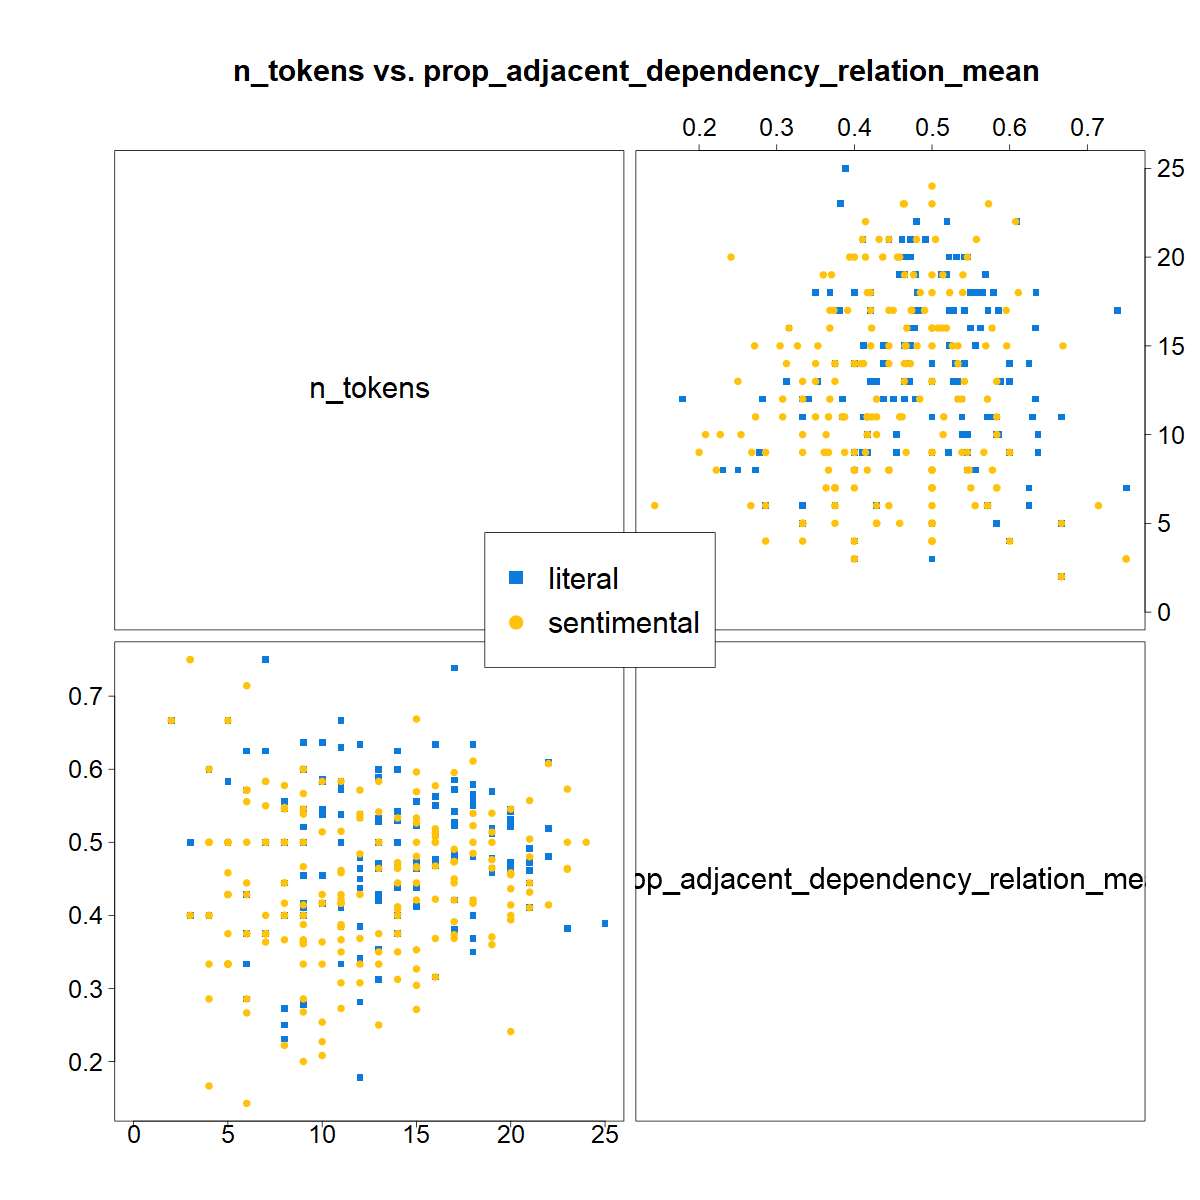 n_tokens vs. prop_adjacent_dependency_relation_mean
0.2 0.3 0.4 0.5 0.6 0.7
n_tokens
25
20
15
10
5
0
literal
sentimental
0.7
0.6
0.5
0.4
0.3
0.2
op_adjacent_dependency_relation_me
0 5 10 15 20 25